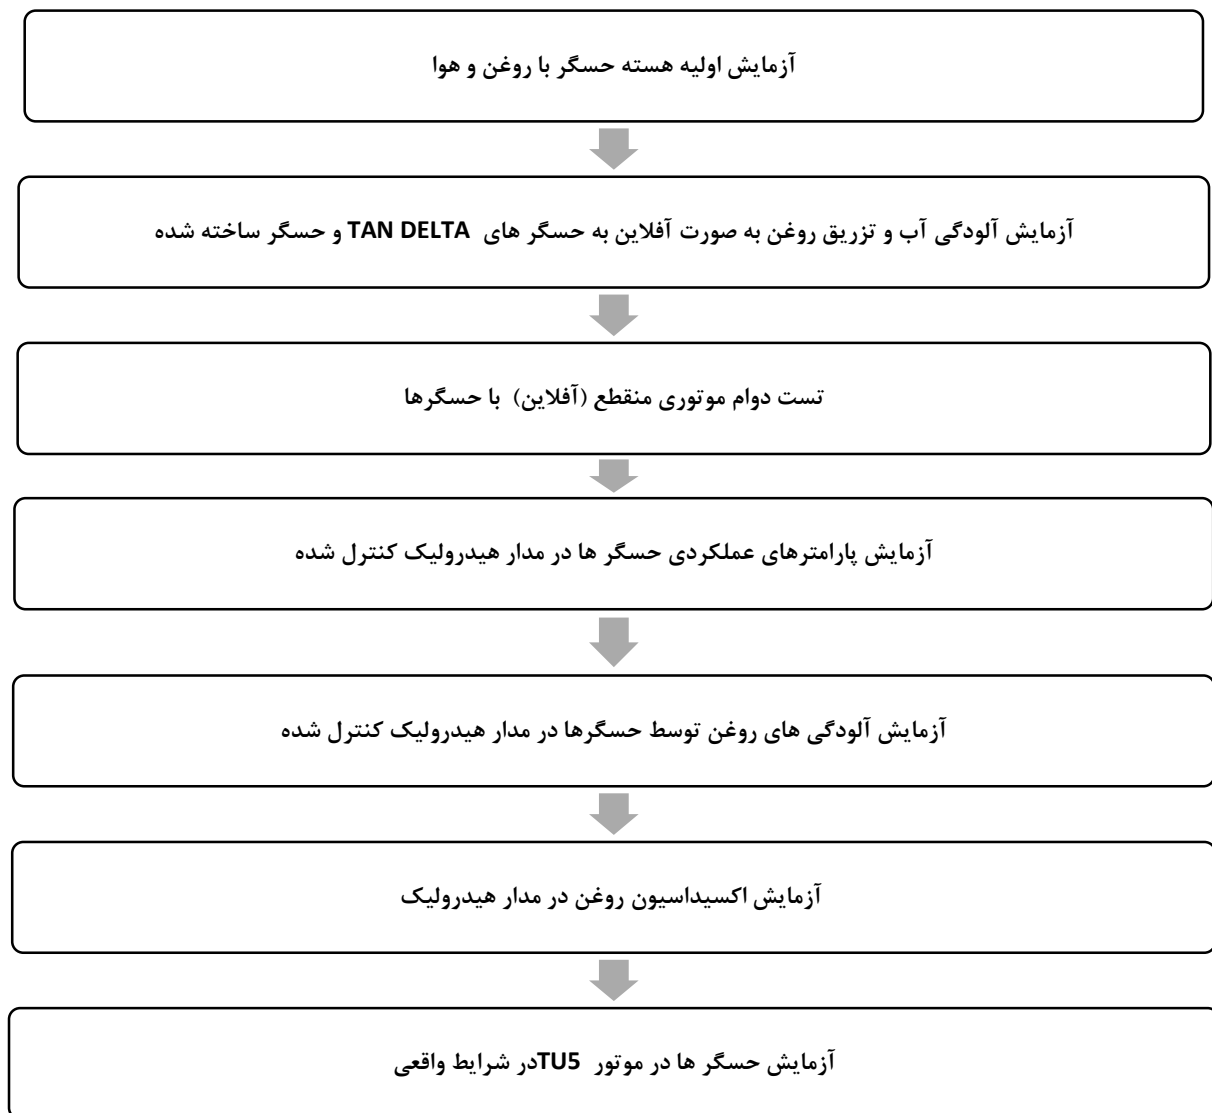 آزمایش اولیه هسته حسگر با روغن و هوا
آزمایش آلودگی آب و تزریق روغن به صورت آفلاین به حسگر های TAN DELTA و حسگر ساخته شده
تست دوام موتوری منقطع (آفلاین) با حسگرها
آزمایش پارامترهای عملکردی حسگر ها در مدار هیدرولیک کنترل شده
آزمایش آلودگی های روغن توسط حسگرها در مدار هیدرولیک کنترل شده
آزمایش اکسیداسیون روغن در مدار هیدرولیک
آزمایش حسگر ها در موتور TU5در شرایط واقعی